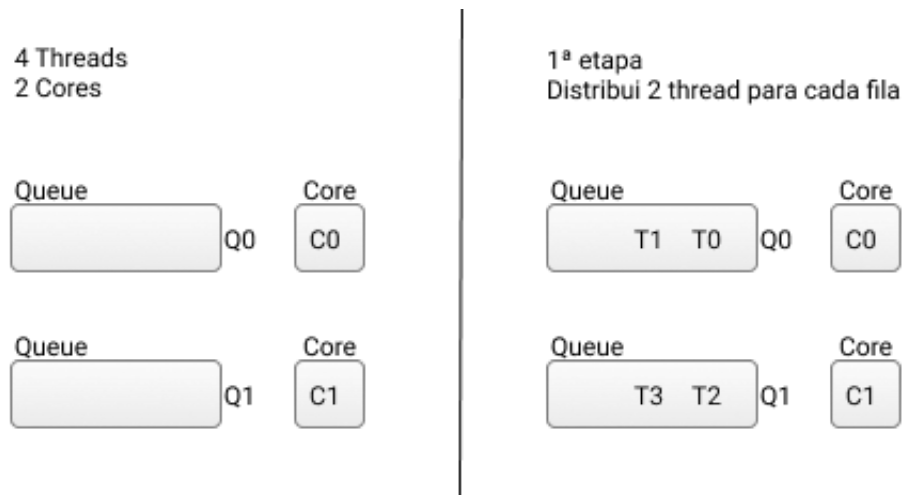 4 Threads
2 Cores
Queue Core
Q0 C0
Queue Core
Q1 C1
1ª etapa
Distribui 2 thread para cada fila
Queue Core
T1 T0 Q0 C0
Queue Core
T3 T2 Q1 C1